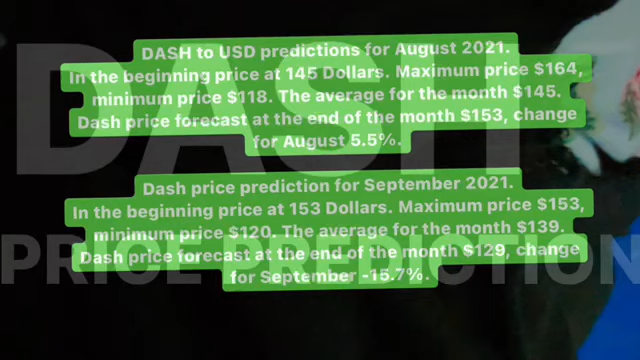 DASH
DASH to USD predictions for August 2021.
In the beginning price at 145 Dollars. Maximum price $164,
minimum price $118. The average for the month $145.
Dash price forecast at the end of the month $153, change
for August 5.5%.
Dash price prediction for September 2021.
In the beginning price at 153 Dollars. Maximum price $153,
minimum price $120. The average for the month $139.
Dash price forecast at the end of the month $129, change
for September -15.7%.
PRICE PREDICTION